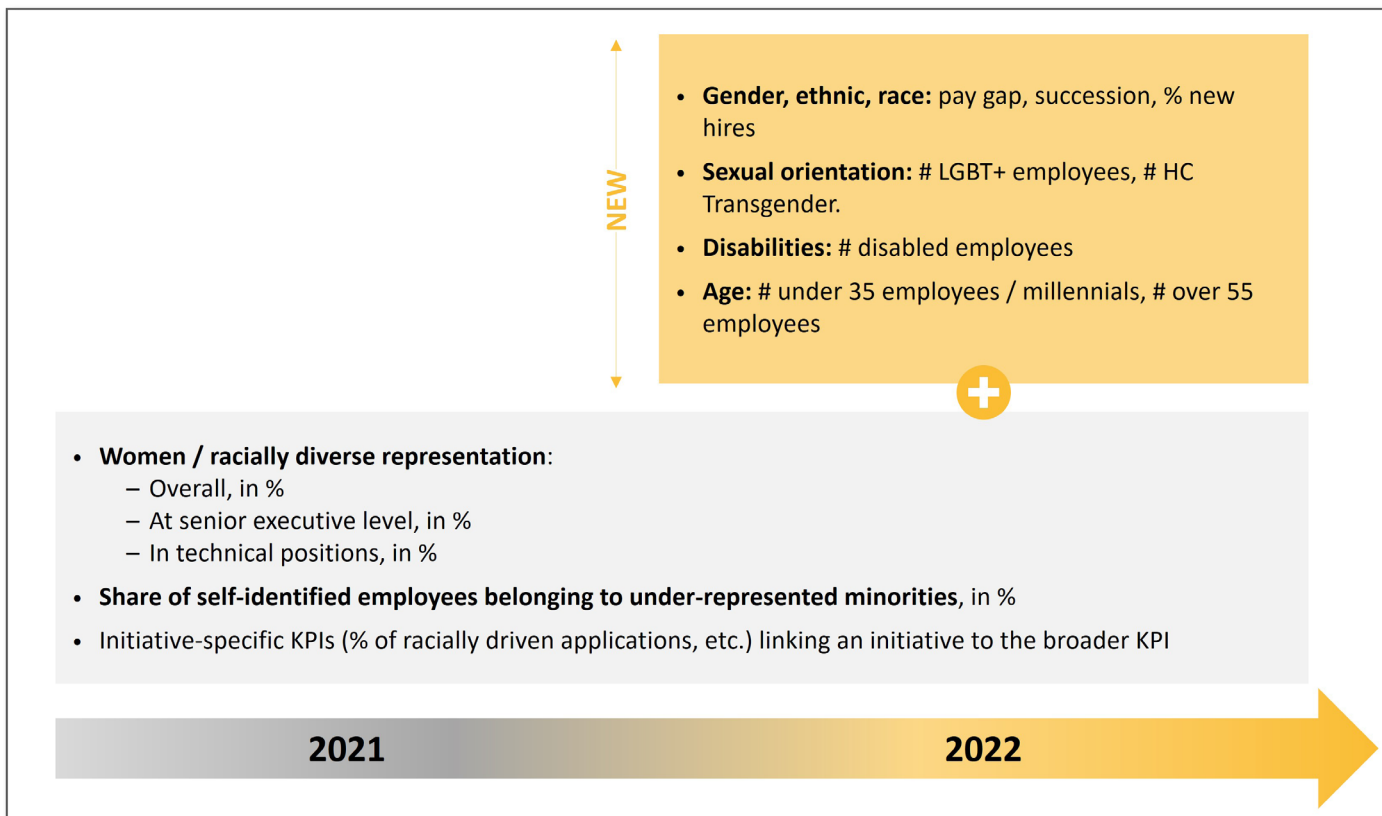 • Gender, ethnic, race: pay gap, succession, % new
hires
• Sexual orientation: # LGBT+ employees, # HC
Transgender.
• Disabilities: # disabled employees
• Age: # under 35 employees / millennials, # over 55
employees
NEW
• Women / racially diverse representation:
– Overall, in %
– At senior executive level, in %
– In technical positions, in %
• Share of self-identified employees belonging to under-represented minorities, in %
• Initiative-specific KPIs (% of racially driven applications, etc.) linking an initiative to the broader KPI
2021
2022